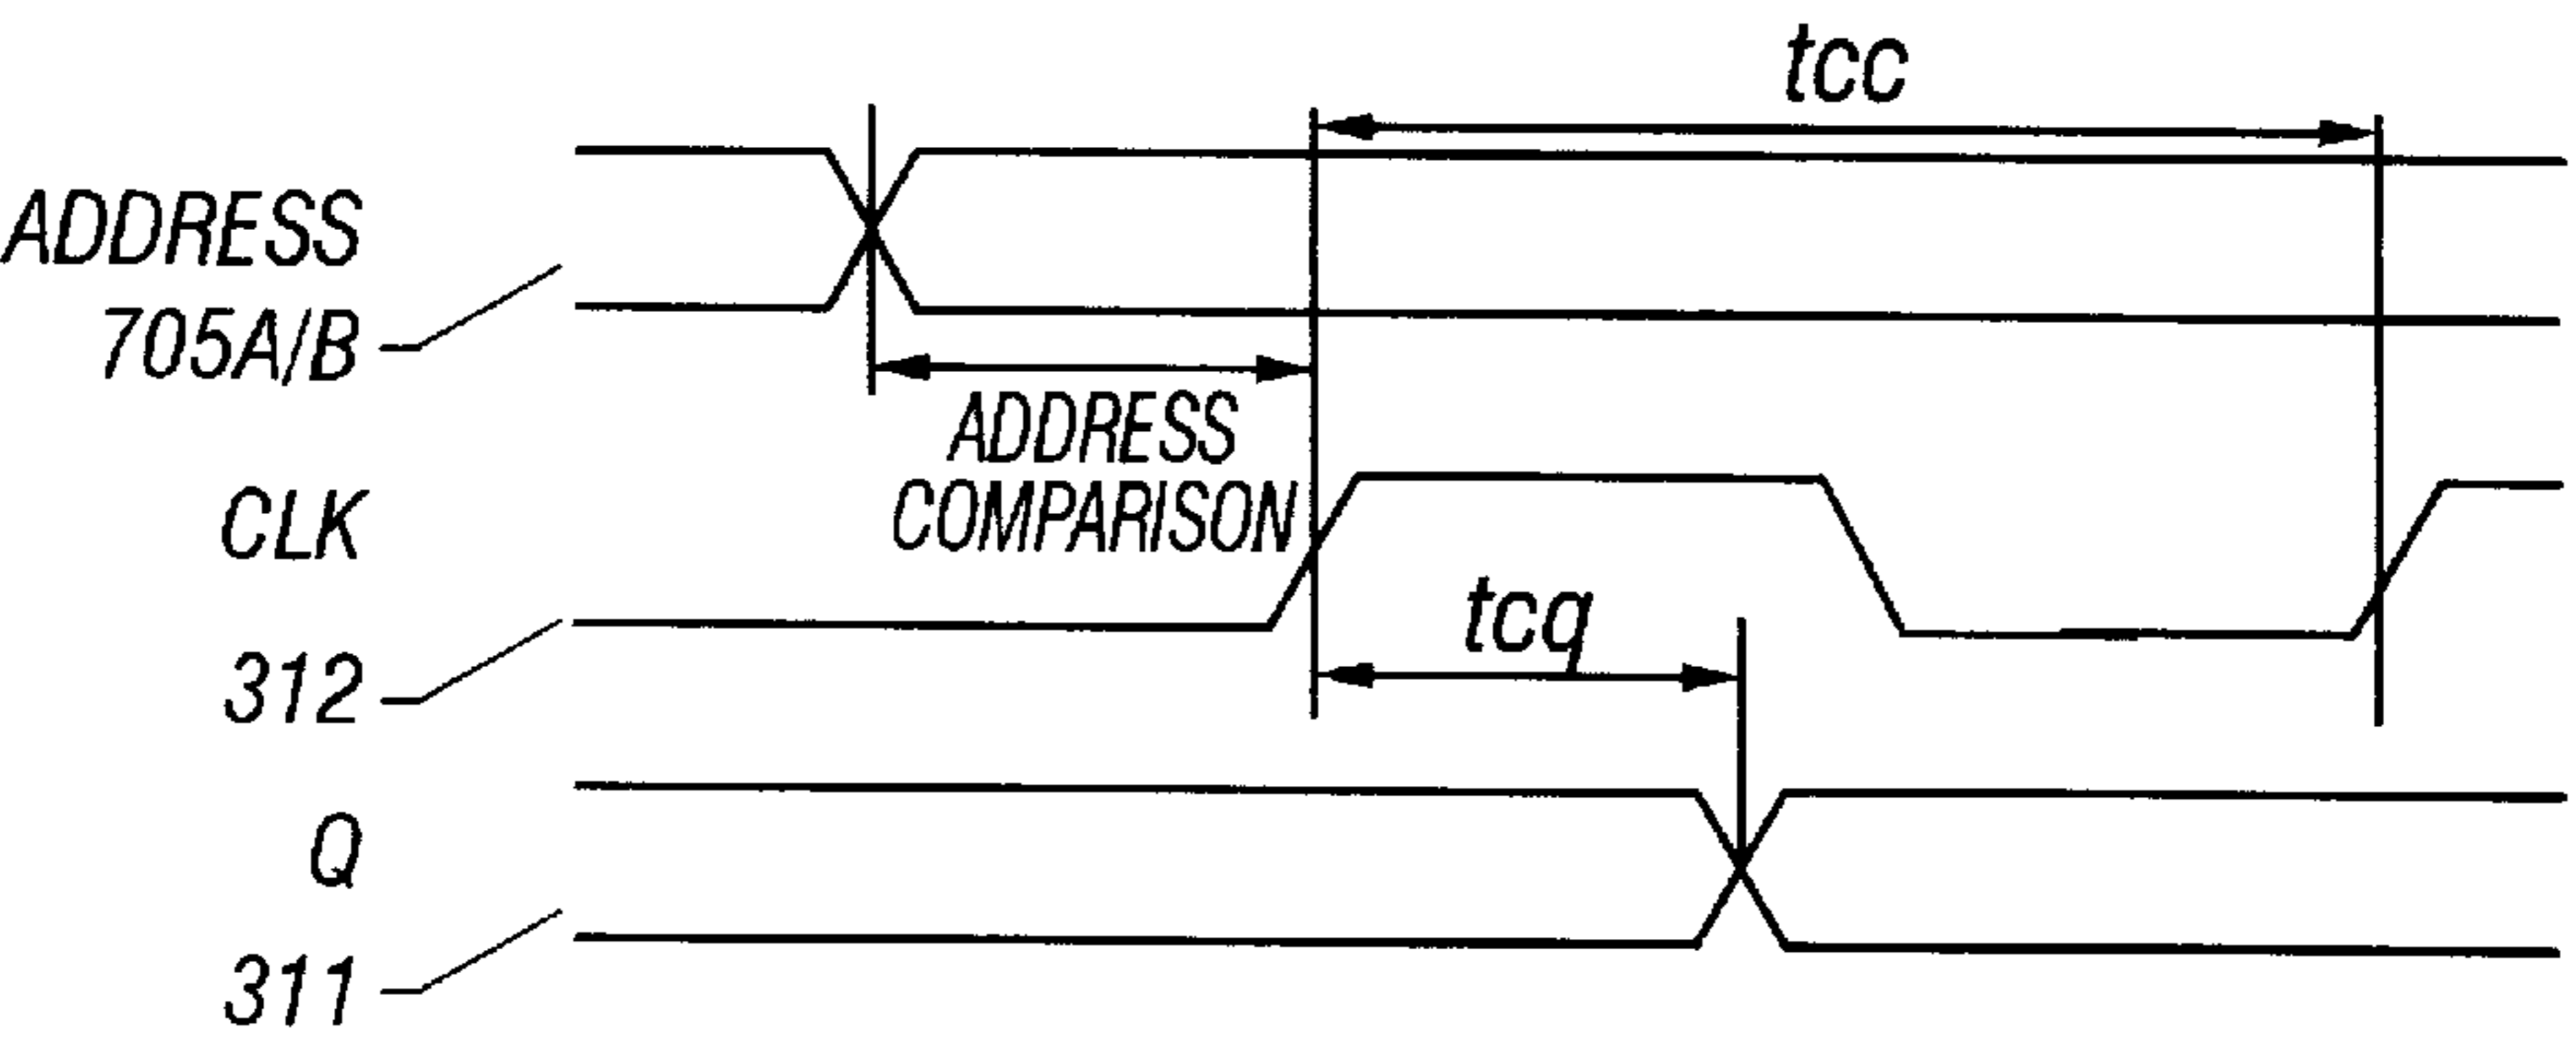 tcc
ADDRESS
705A/B
ADDRESS
COMPARISON
CLK
312
tcq
Q
311